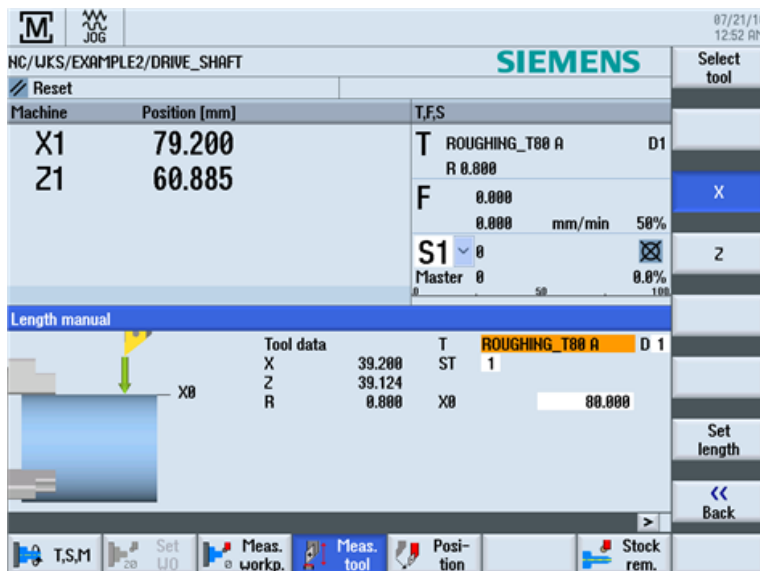 M
JOG
07/21/1
12:52 AM
NC/WKS/EXAMPLE2/DRIVE_SHAFT
SIEMENS
Select tool
Reset
Machine Position [mm] T,F,S
X1 79.200
Z1 60.885
T ROUGHING_T80 A D1
R 0.800
F 0.000
0.000 mm/min 50%
S1 0
Master 0 0.0%
0 50 100
X
Z
Length manual
Tool data T ROUGHING_T80 A D 1
X 39.200 ST 1
Z 39.124
R 0.800 X0 80.000
X0
Set length
<< Back
>
T,S,M
Set WO
Meas. workp.
Meas. tool
Posi-
tion
Stock rem.